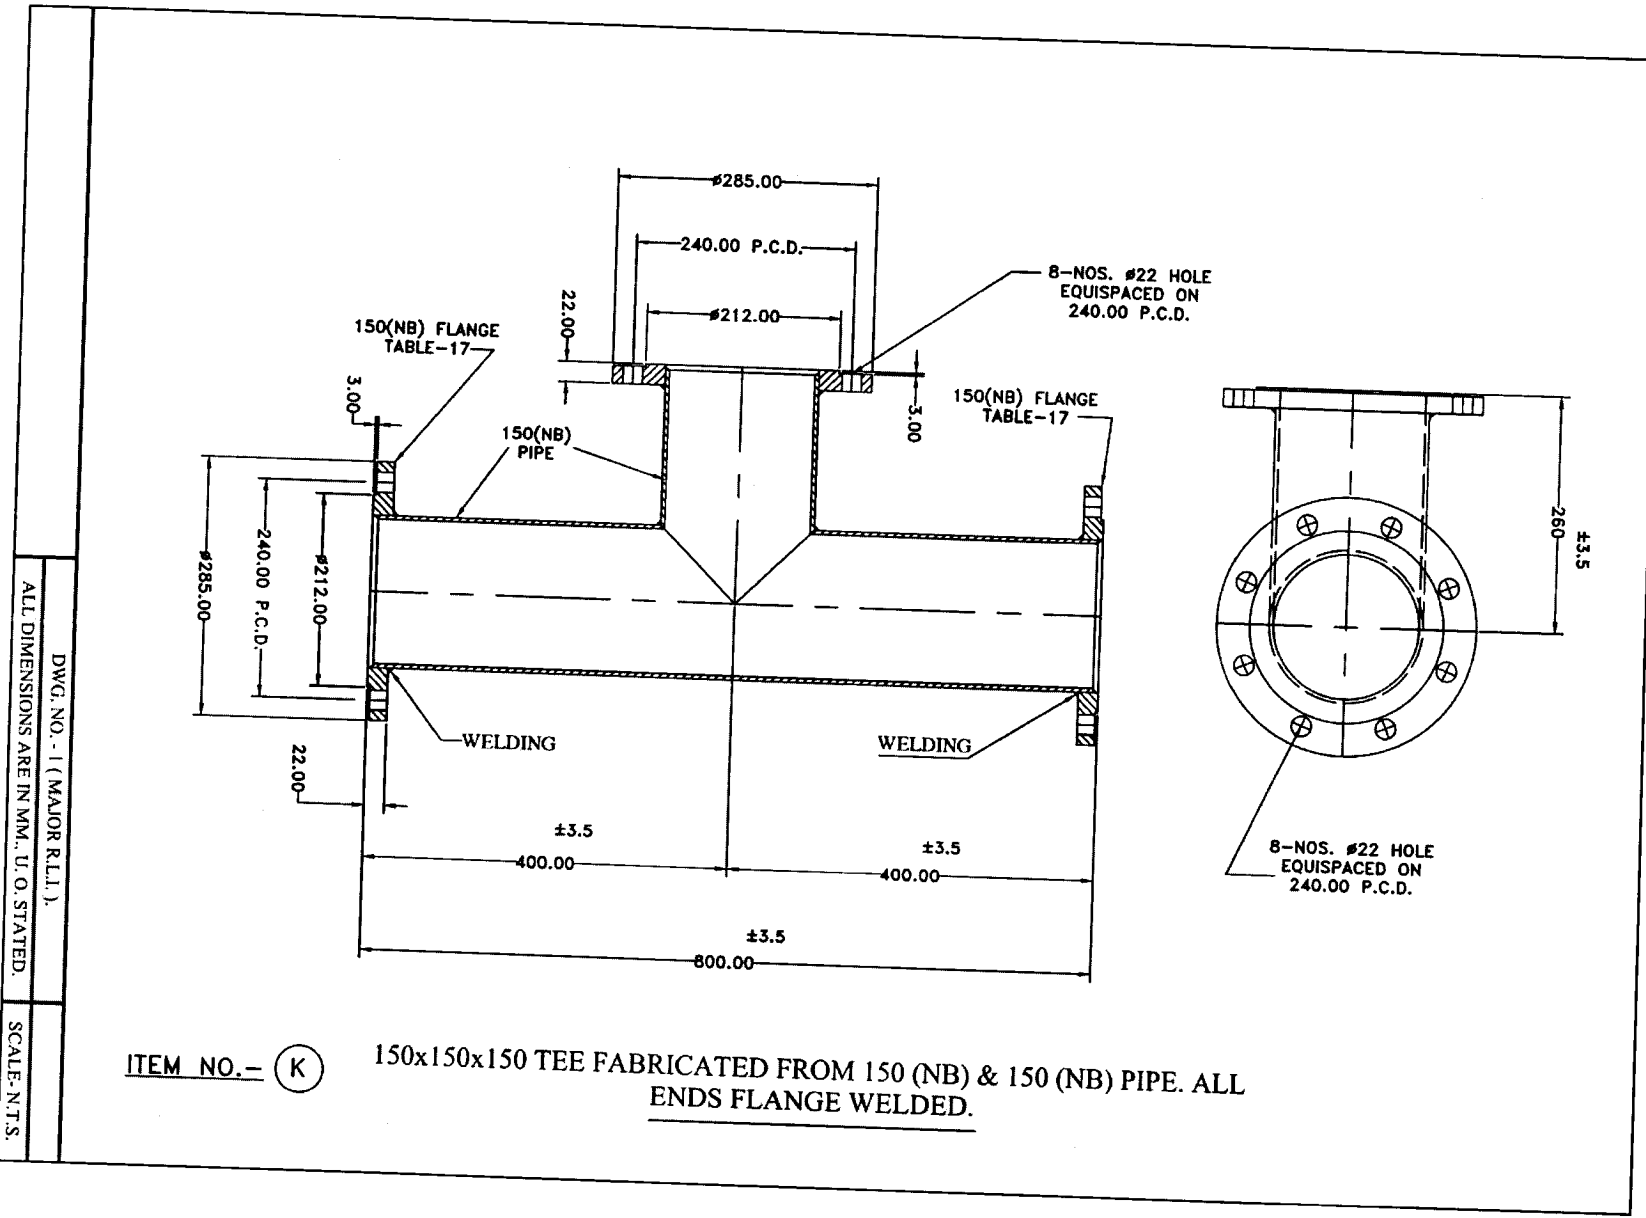 ø285.00
240.00 P.C.D.
ø212.00
22.00
8-NOS. ø22 HOLE
EQUISPACED ON
240.00 P.C.D.
150(NB) FLANGE
TABLE-17
3.00
3.00
150(NB) FLANGE
TABLE-17
150(NB)
PIPE
ø285.00
240.00 P.C.D.
ø212.00
260
±3.5
WELDING
WELDING
22.00
±3.5
400.00
±3.5
400.00
±3.5
800.00
8-NOS. ø22 HOLE
EQUISPACED ON
240.00 P.C.D.
ITEM NO.- K
150x150x150 TEE FABRICATED FROM 150 (NB) & 150 (NB) PIPE. ALL
ENDS FLANGE WELDED.
DWG. NO. - 1 ( MAJOR R.L.I. ).
ALL DIMENSIONS ARE IN MM., U. O. STATED.
SCALE- N.T.S.